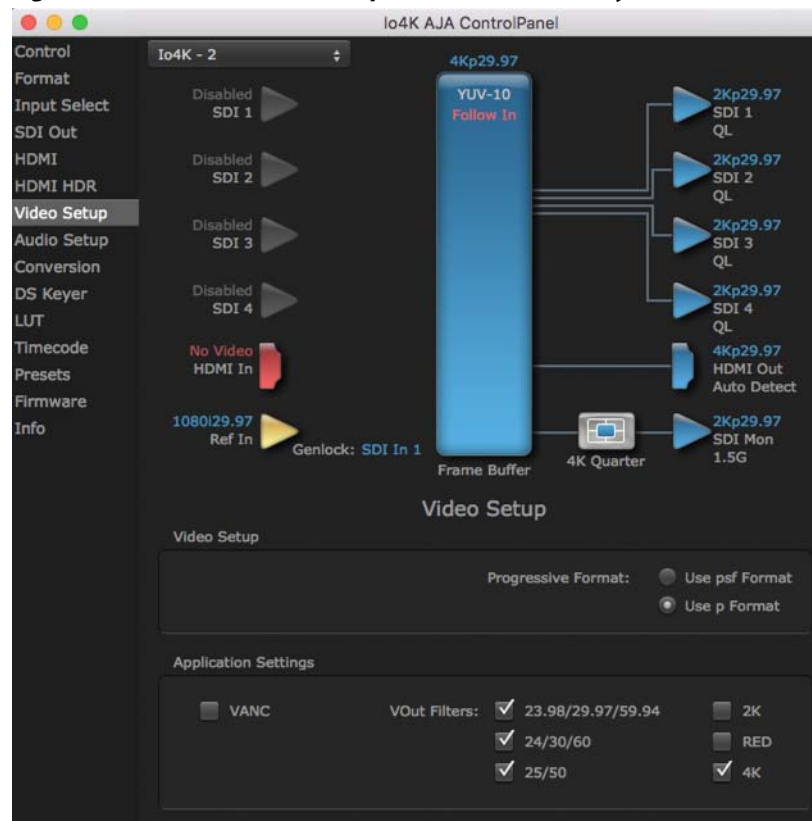 Io4K AJA ControlPanel
Control
Format
Input Select
SDI Out
HDMI
HDMI HDR
Video Setup
Audio Setup
Conversion
DS Keyer
LUT
Timecode
Presets
Firmware
Info
Io4K - 2
Disabled
SDI 1
Disabled
SDI 2
Disabled
SDI 3
Disabled
SDI 4
No Video
HDMI In
1080i29.97
Ref In
Genlock: SDI In 1
4Kp29.97
YUV-10
Follow In
Frame Buffer
4K Quarter
2Kp29.97
SDI 1
QL
2Kp29.97
SDI 2
QL
2Kp29.97
SDI 3
QL
2Kp29.97
SDI 4
QL
4Kp29.97
HDMI Out
Auto Detect
2Kp29.97
SDI Mon
1.5G
Video Setup
Video Setup
Progressive Format:
Use psf Format
Use p Format
Application Settings
VANC
VOut Filters:
23.98/29.97/59.94
2K
24/30/60
RED
25/50
4K